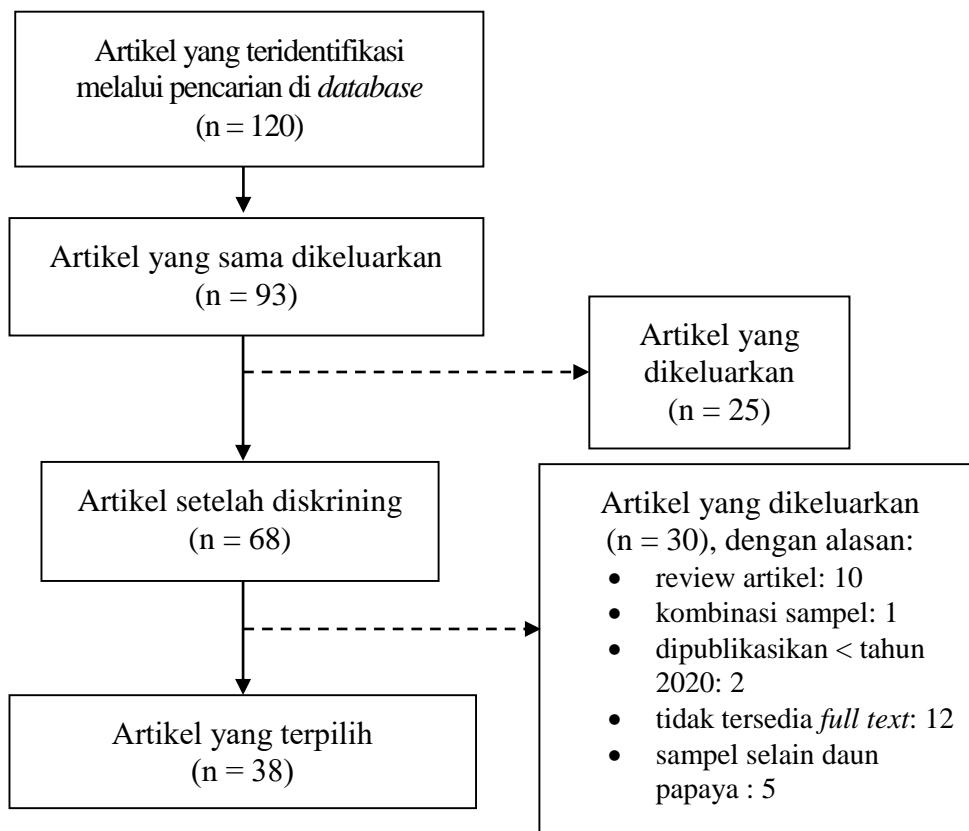 Artikel yang teridentifikasi
melalui pencarian di database
(n = 120)
Artikel yang sama dikeluarkan
(n = 93)
Artikel yang
dikeluarkan
(n = 25)
Artikel setelah diskrining
(n = 68)
Artikel yang dikeluarkan
(n = 30), dengan alasan:
• review artikel: 10
• kombinasi sampel: 1
• dipublikasikan < tahun
2020: 2
• tidak tersedia full text: 12
• sampel selain daun
papaya : 5
Artikel yang terpilih
(n = 38)